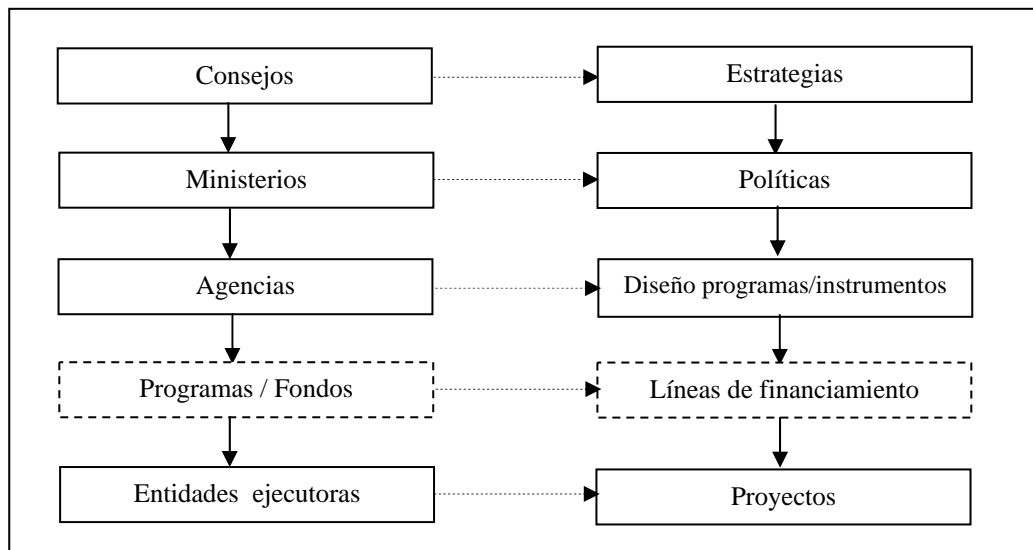 Consejos
Estrategias
Ministerios
Políticas
Agencias
Diseño programas/instrumentos
Programas / Fondos
Líneas de financiamiento
Entidades ejecutoras
Proyectos